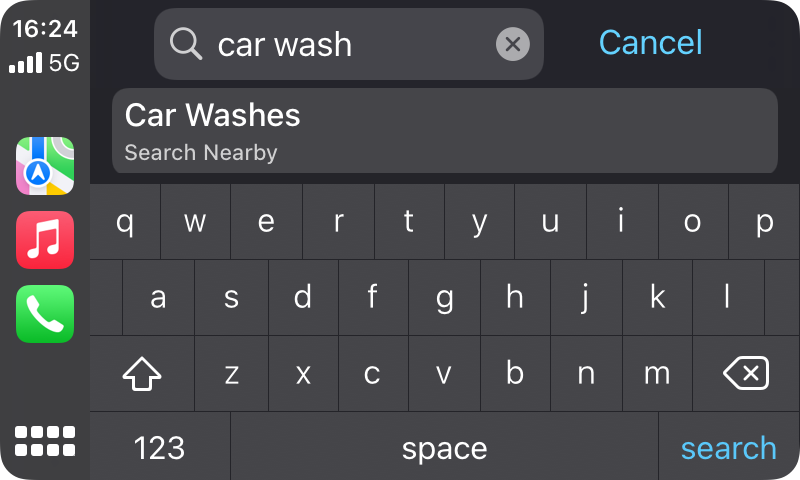 16:24
5G
car wash
Cancel
Car Washes
Search Nearby
q w e r t y u i o p
a s d f g h j k l
z x c v b n m
123 space search